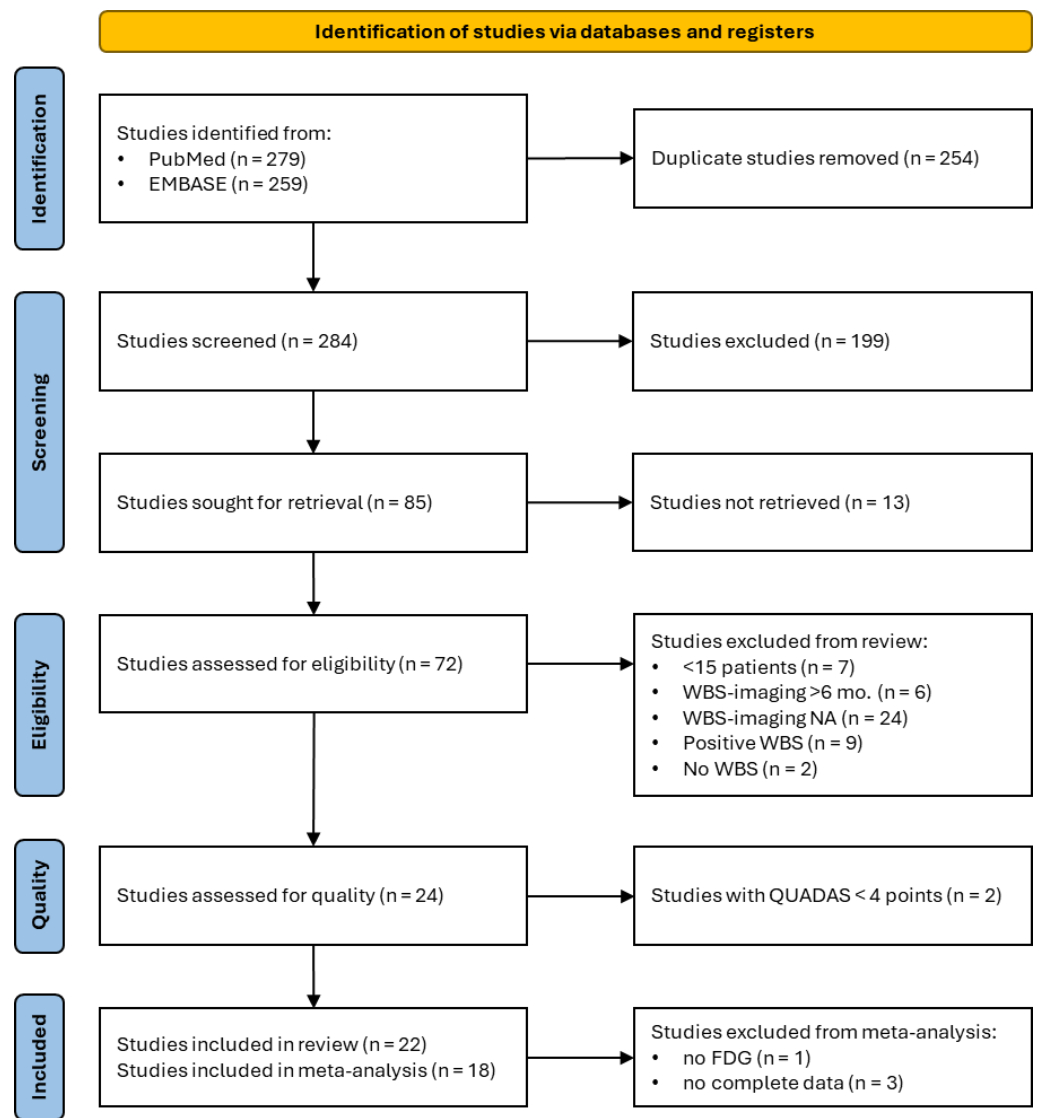 Identification of studies via databases and registers
Identification
Studies identified from:
• PubMed (n = 279)
• EMBASE (n = 259)
Duplicate studies removed (n = 254)
Screening
Studies screened (n = 284)
Studies excluded (n = 199)
Studies sought for retrieval (n = 85)
Studies not retrieved (n = 13)
Eligibility
Studies assessed for eligibility (n = 72)
Studies excluded from review:
• <15 patients (n = 7)
• WBS-imaging >6 mo. (n = 6)
• WBS-imaging NA (n = 24)
• Positive WBS (n = 9)
• No WBS (n = 2)
Quality
Studies assessed for quality (n = 24)
Studies with QUADAS < 4 points (n = 2)
Included
Studies included in review (n = 22)
Studies included in meta-analysis (n = 18)
Studies excluded from meta-analysis:
• no FDG (n = 1)
• no complete data (n = 3)